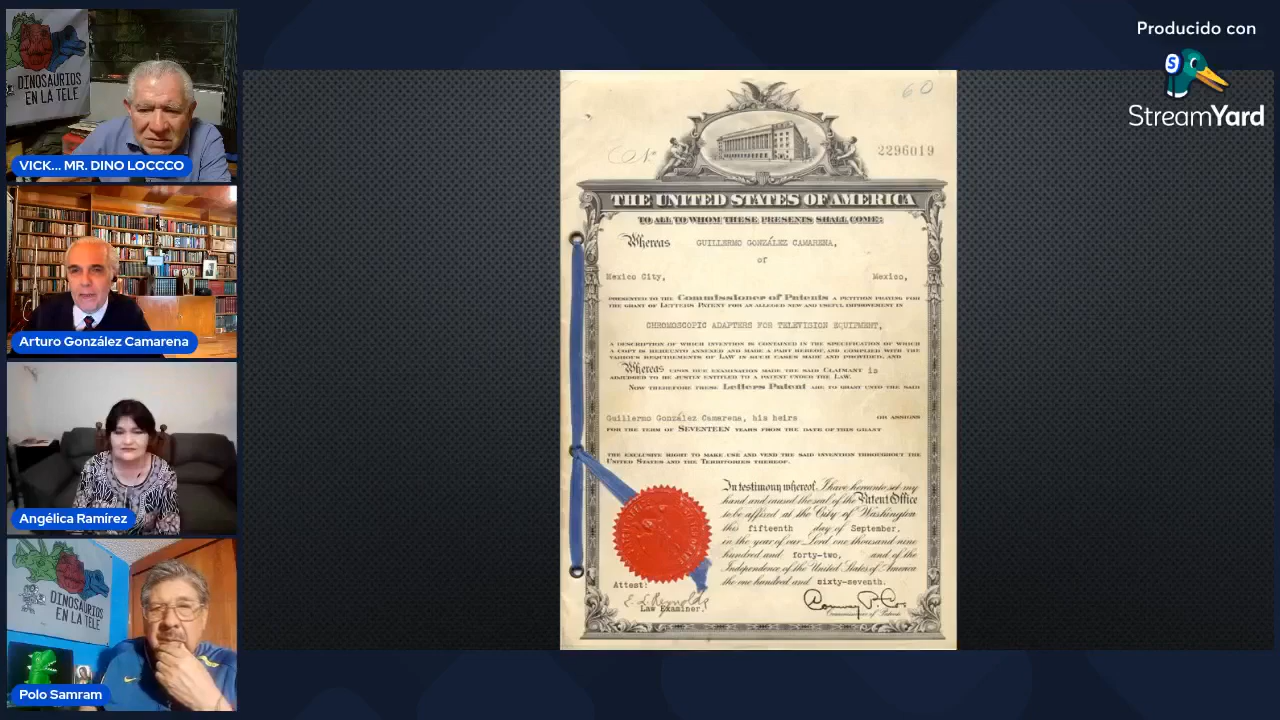 DINOSAURIOS
EN LA TELE
VICK... MR. DINO LOCCCO
Arturo González Camarena
Angélica Ramírez
DINOSAURIOS
EN LA TELE
Polo Samram
Producido con
StreamYard
60
No
2296019
THE UNITED STATES OF AMERICA
TO ALL TO WHOM THESE PRESENTS SHALL COME:
Whereas GUILLERMO GONZÁLEZ CAMARENA,
of
Mexico City, Mexico,
PRESENTED TO THE Commissioner of Patents A PETITION PRAYING FOR
THE GRANT OF LETTERS PATENT FOR AN ALLEGED NEW AND USEFUL IMPROVEMENT IN
CHROMOSCOPIC ADAPTERS FOR TELEVISION EQUIPMENT,
A DESCRIPTION OF WHICH INVENTION IS CONTAINED IN THE SPECIFICATION OF WHICH
A COPY IS HEREUNTO ANNEXED AND MADE A PART HEREOF, AND COMPLIED WITH THE
VARIOUS REQUIREMENTS OF LAW IN SUCH CASES MADE AND PROVIDED, AND
Whereas UPON DUE EXAMINATION MADE THE SAID CLAIMANT is
ADJUDGED TO BE JUSTLY ENTITLED TO A PATENT UNDER THE LAW.
NOW THEREFORE THESE Letters Patent ARE TO GRANT UNTO THE SAID
Guillermo González Camarena, his heirs OR ASSIGNS
FOR THE TERM OF SEVENTEEN YEARS FROM THE DATE OF THIS GRANT
THE EXCLUSIVE RIGHT TO MAKE USE AND VEND THE SAID INVENTION THROUGHOUT THE
UNITED STATES AND THE TERRITORIES THEREOF.
In testimony whereof, I have hereunto set my
hand and caused the seal of the Patent Office
to be affixed at the City of Washington
this fifteenth day of September,
in the year of our Lord one thousand nine
hundred and forty-two, and of the
Independence of the United States of America
the one hundred and sixty-seventh.
Attest:
Law Examiner.
Commissioner of Patents